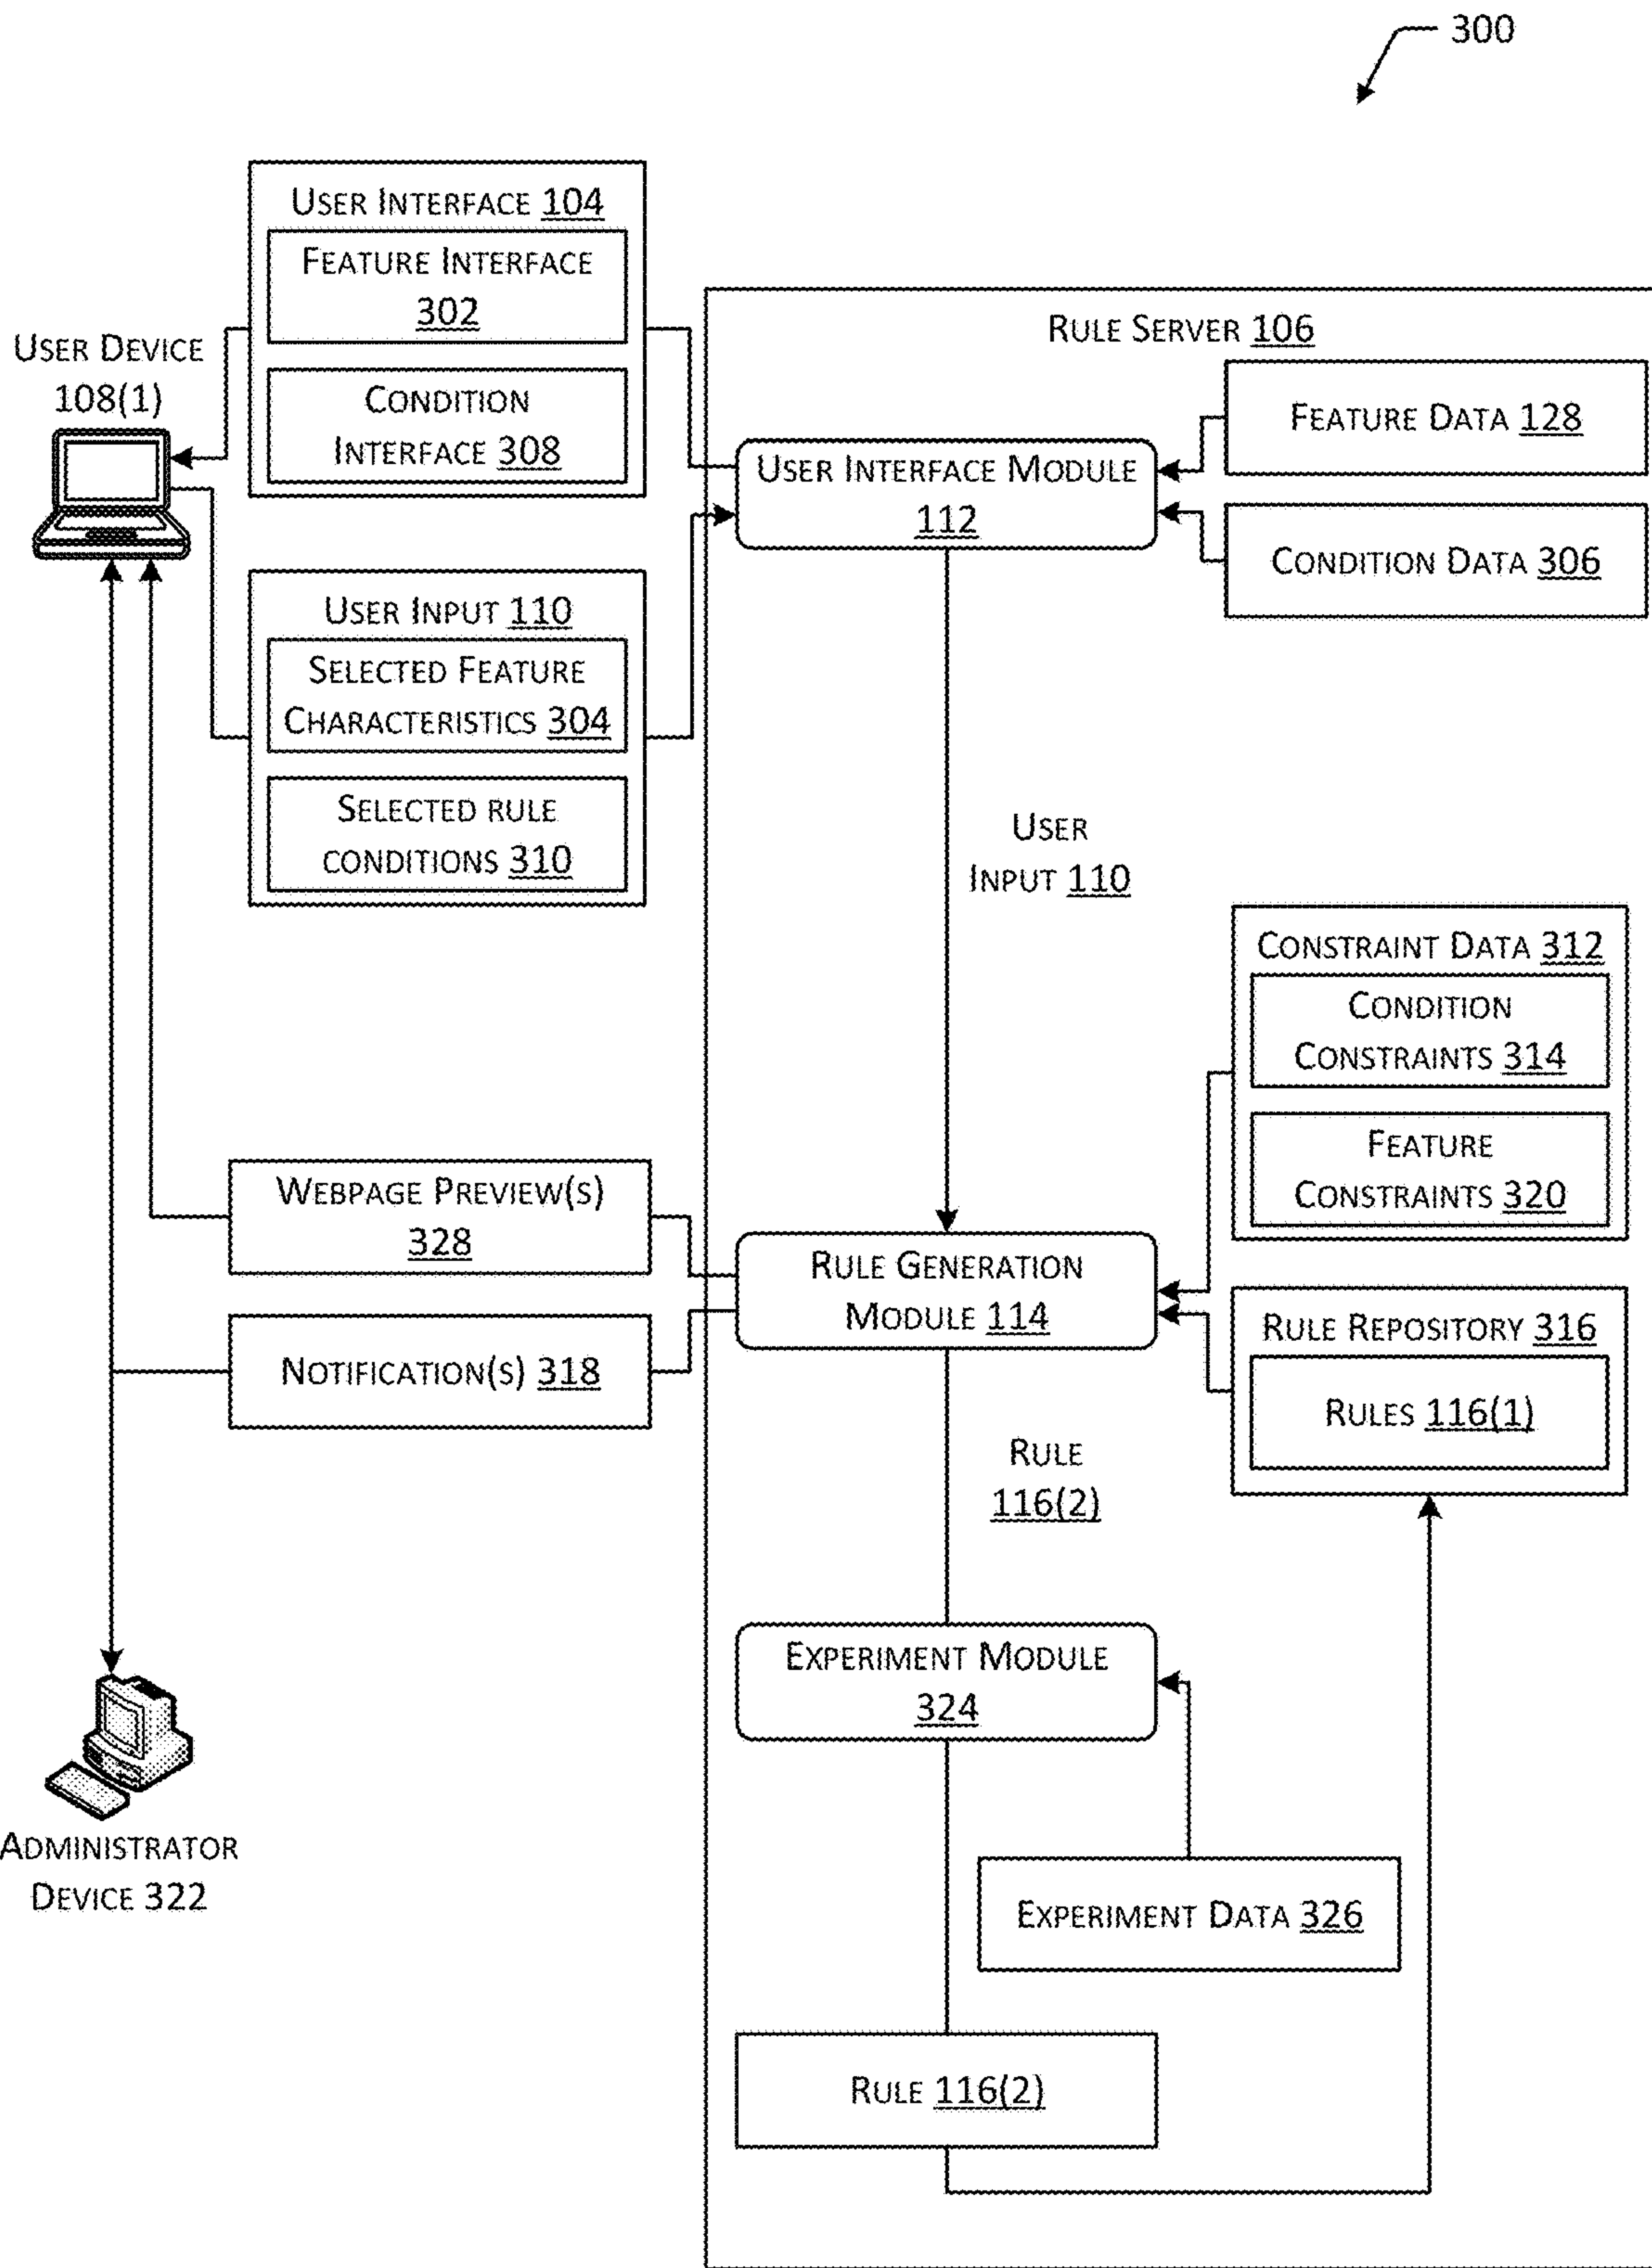 300
USER INTERFACE 104
FEATURE INTERFACE
302
CONDITION
INTERFACE 308
USER DEVICE
108(1)
RULE SERVER 106
FEATURE DATA 128
USER INTERFACE MODULE
112
CONDITION DATA 306
USER INPUT 110
SELECTED FEATURE
CHARACTERISTICS 304
SELECTED RULE
CONDITIONS 310
USER
INPUT 110
CONSTRAINT DATA 312
CONDITION
CONSTRAINTS 314
FEATURE
CONSTRAINTS 320
WEBPAGE PREVIEW(S)
328
RULE GENERATION
MODULE 114
NOTIFICATION(S) 318
RULE REPOSITORY 316
RULES 116(1)
RULE
116(2)
EXPERIMENT MODULE
324
ADMINISTRATOR
DEVICE 322
EXPERIMENT DATA 326
RULE 116(2)